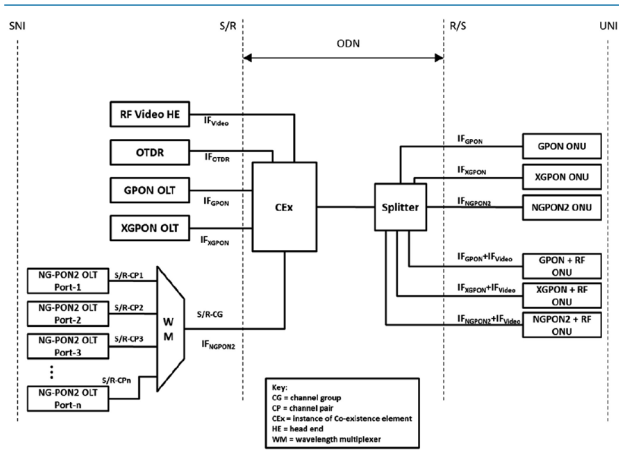 SNI S/R R/S UNI
ODN
RF Video HE
IFVideo
OTDR
IFOTDR
GPON OLT
IFGPON
XGPON OLT
IFXGPON
CEx
Splitter
IFGPON
GPON ONU
IFXGPON
XGPON ONU
IFNGPON2
NGPON2 ONU
IFGPON+IFVideo
GPON + RF
ONU
IFXGPON+IFVideo
XGPON + RF
ONU
IFNGPON2+IFVideo
NGPON2 + RF
ONU
NG-PON2 OLT
Port-1
S/R-CP1
NG-PON2 OLT
Port-2
S/R-CP2
NG-PON2 OLT
Port-3
S/R-CP3
NG-PON2 OLT
Port-n
S/R-CPn
W
M
S/R-CG
IFNGPON2
Key:
CG = channel group
CP = channel pair
CEx = instance of Co-existence element
HE = head end
WM = wavelength multiplexer